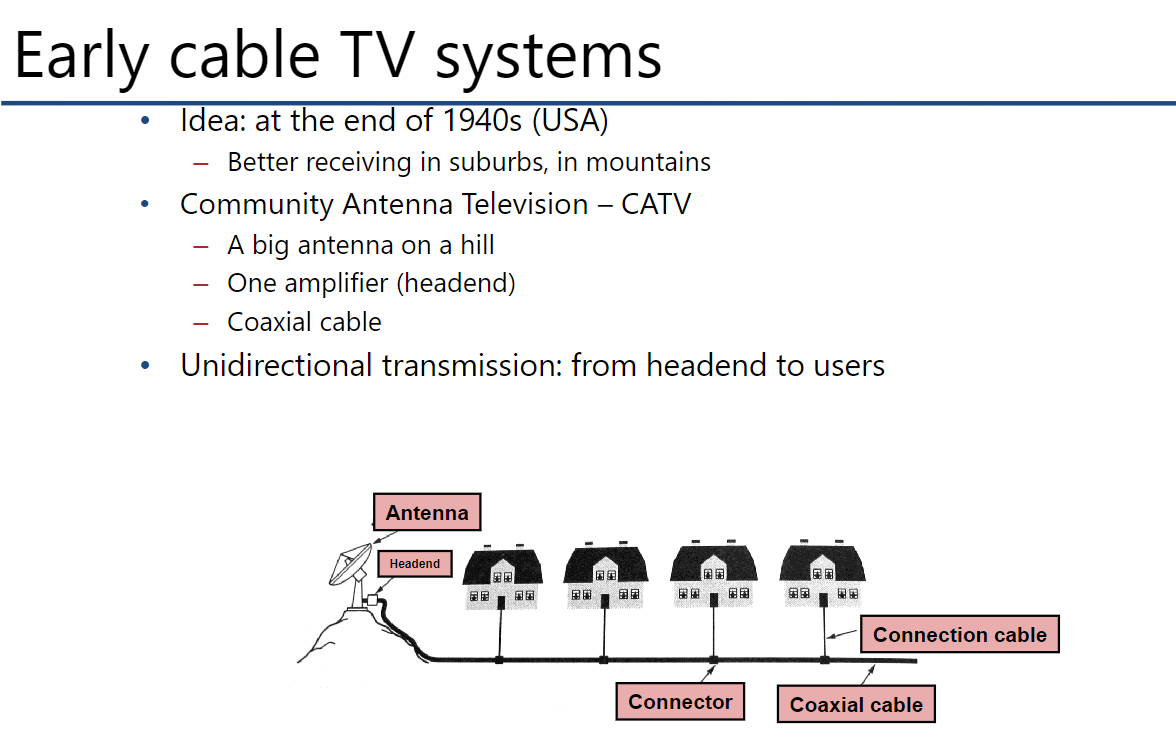 Early cable TV systems
• Idea: at the end of 1940s (USA)
– Better receiving in suburbs, in mountains
• Community Antenna Television – CATV
– A big antenna on a hill
– One amplifier (headend)
– Coaxial cable
• Unidirectional transmission: from headend to users
Antenna
Headend
Connection cable
Connector
Coaxial cable